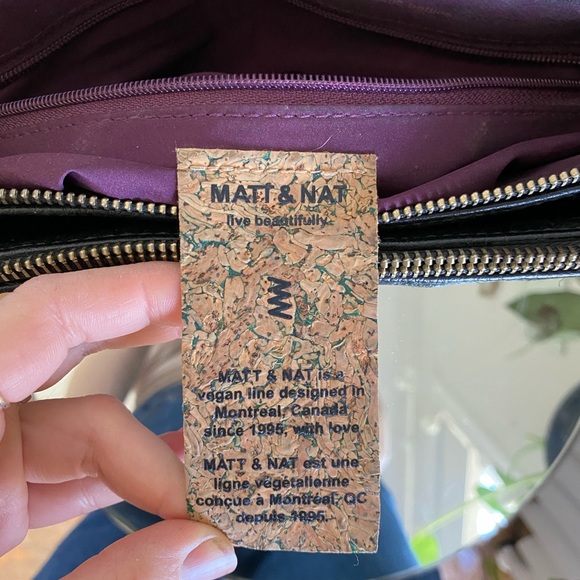 MATT & NAT
live beautifully.
MATT & NAT is a
vegan line designed in
Montreal, Canada
since 1995, with love.
MATT & NAT est une
ligne végétalienne
conçue à Montréal, QC
depuis 1995.